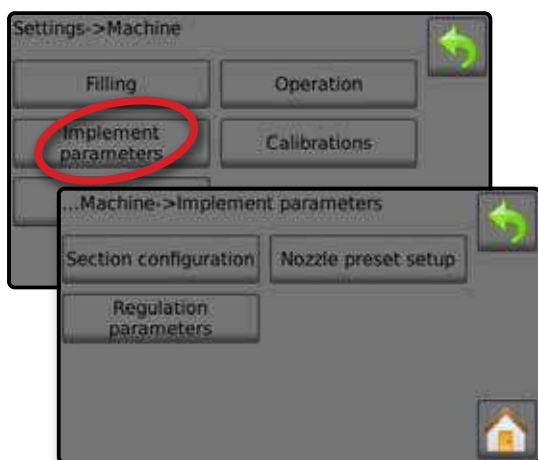 Settings->Machine
Filling
Operation
Implement
parameters
Calibrations
...Machine->Implement parameters
Section configuration
Nozzle preset setup
Regulation
parameters